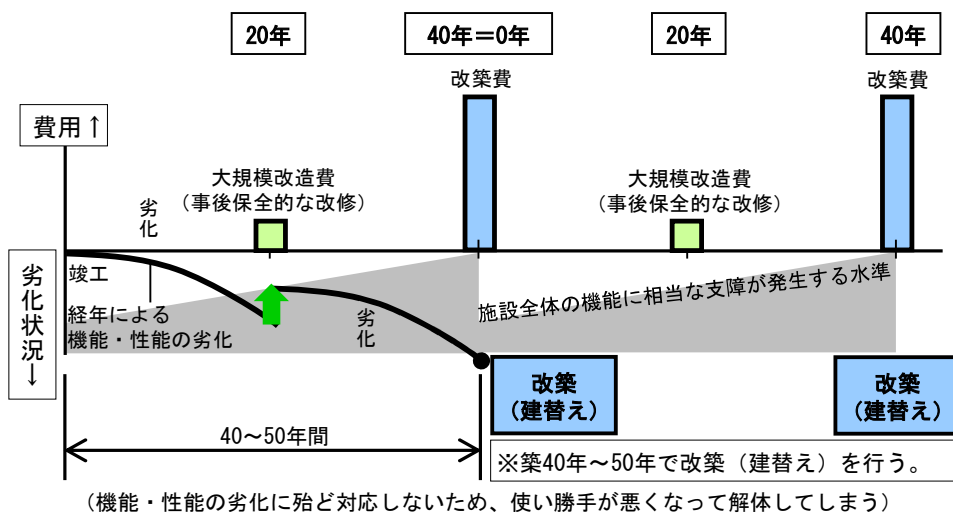 20年
40年＝0年
20年
40年
改築費
改築費
費用↑
大規模改造費
（事後保全的な改修）
大規模改造費
（事後保全的な改修）
劣化
劣化状況↓
竣工
経年による
機能・性能の劣化
劣化
施設全体の機能に相当な支障が発生する水準
改築
（建替え）
改築
（建替え）
40～50年間
※築40年～50年で改築（建替え）を行う。
（機能・性能の劣化に殆ど対応しないため、使い勝手が悪くなって解体してしまう）